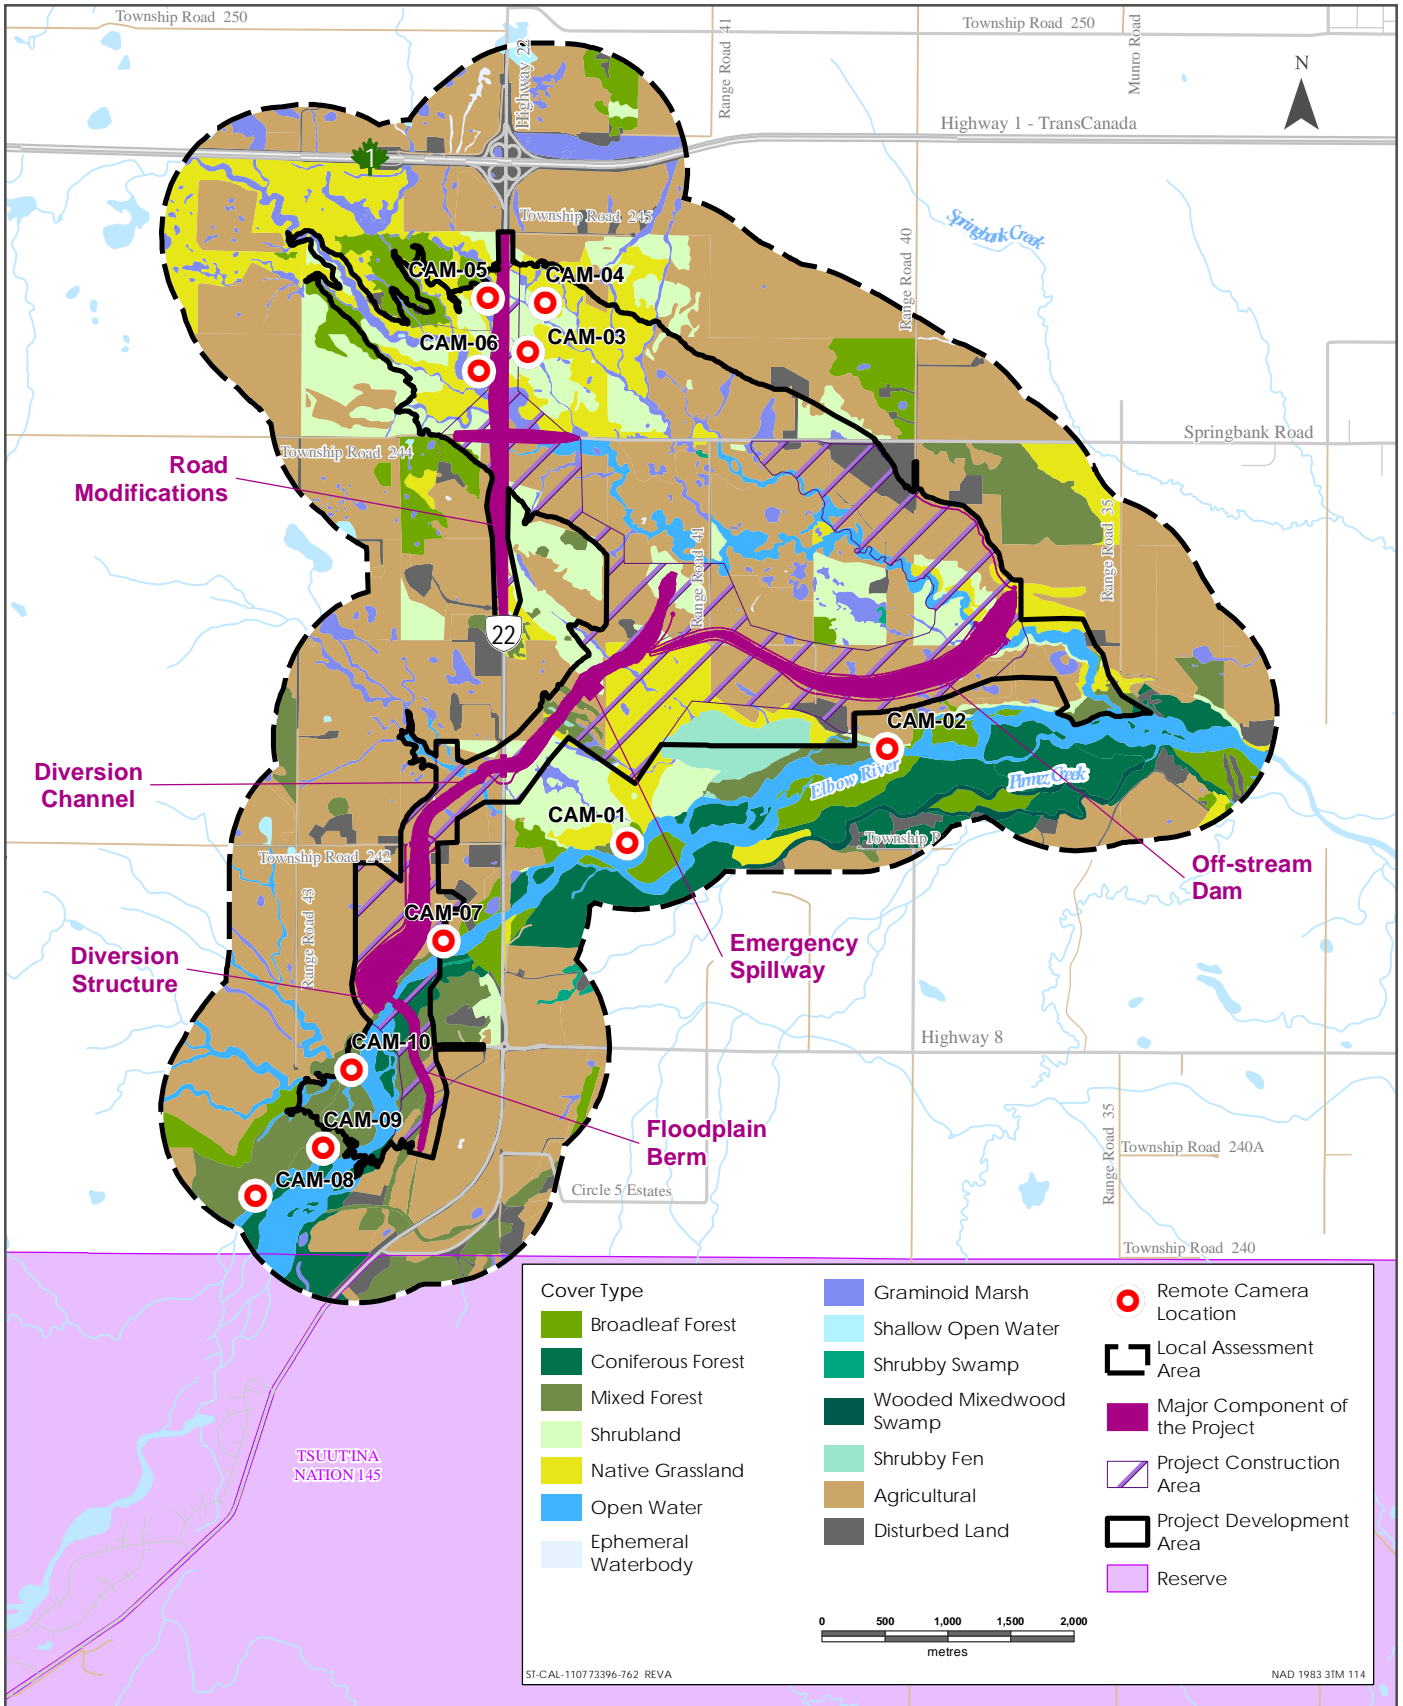 Township Road 250
Highway 22
Range Road 41
Township Road 250
Munro Road
N
Highway 1 - TransCanada
1
Township Road 245
Springbank Creek
Range Road 40
CAM-05
CAM-04
CAM-06
CAM-03
Springbank Road
Township Road 244
Road
Modifications
Range Road 41
Range Road 35
22
CAM-02
Diversion
Channel
Elbow River
Pirmez Creek
CAM-01
Township R
Township Road 242
Off-stream
Dam
Range Road 43
CAM-07
Emergency
Spillway
Diversion
Structure
Highway 8
CAM-10
CAM-09
Floodplain
Berm
Range Road 35
Township Road 240A
CAM-08
Circle 5 Estates
Township Road 240
TSUUT'INA
NATION 145
Cover Type
Broadleaf Forest
Coniferous Forest
Mixed Forest
Shrubland
Native Grassland
Open Water
Ephemeral
Waterbody
Graminoid Marsh
Shallow Open Water
Shrubby Swamp
Wooded Mixedwood
Swamp
Shrubby Fen
Agricultural
Disturbed Land
Remote Camera
Location
Local Assessment
Area
Major Component of
the Project
Project Construction
Area
Project Development
Area
Reserve
0 500 1,000 1,500 2,000
metres
ST-CAL-110773396-762 REVA
NAD 1983 3TM 114